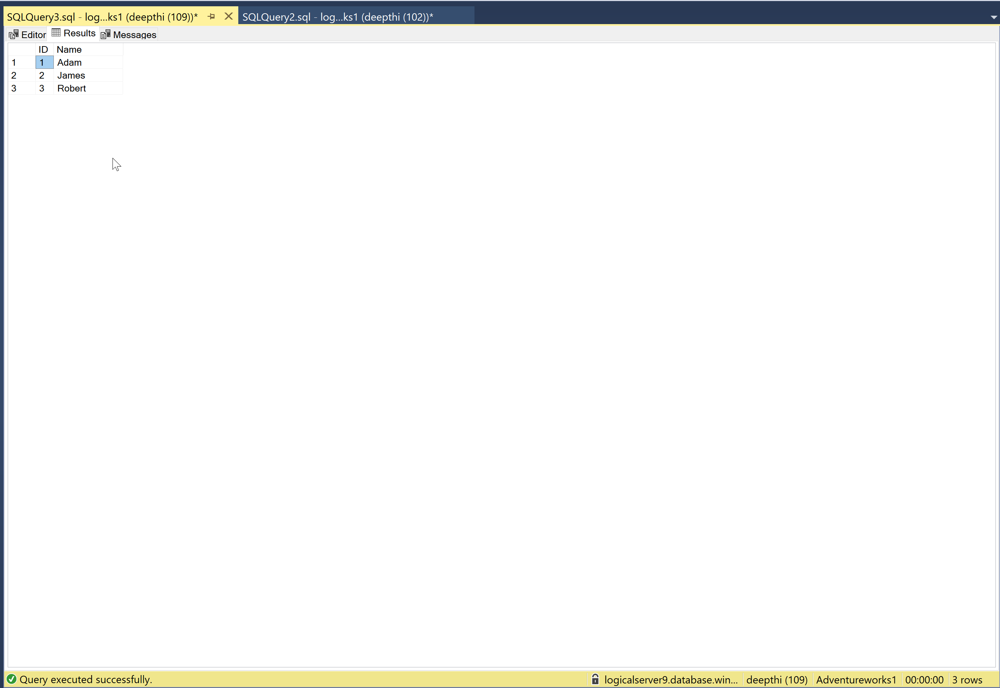 SQLQuery3.sql - log...ks1 (deepthi (109))* SQLQuery2.sql - log...ks1 (deepthi (102))*
Editor Results Messages
ID Name
1 1 Adam
2 2 James
3 3 Robert
Query executed successfully. logicalserver9.database.win... deepthi (109) Adventureworks1 00:00:00 3 rows